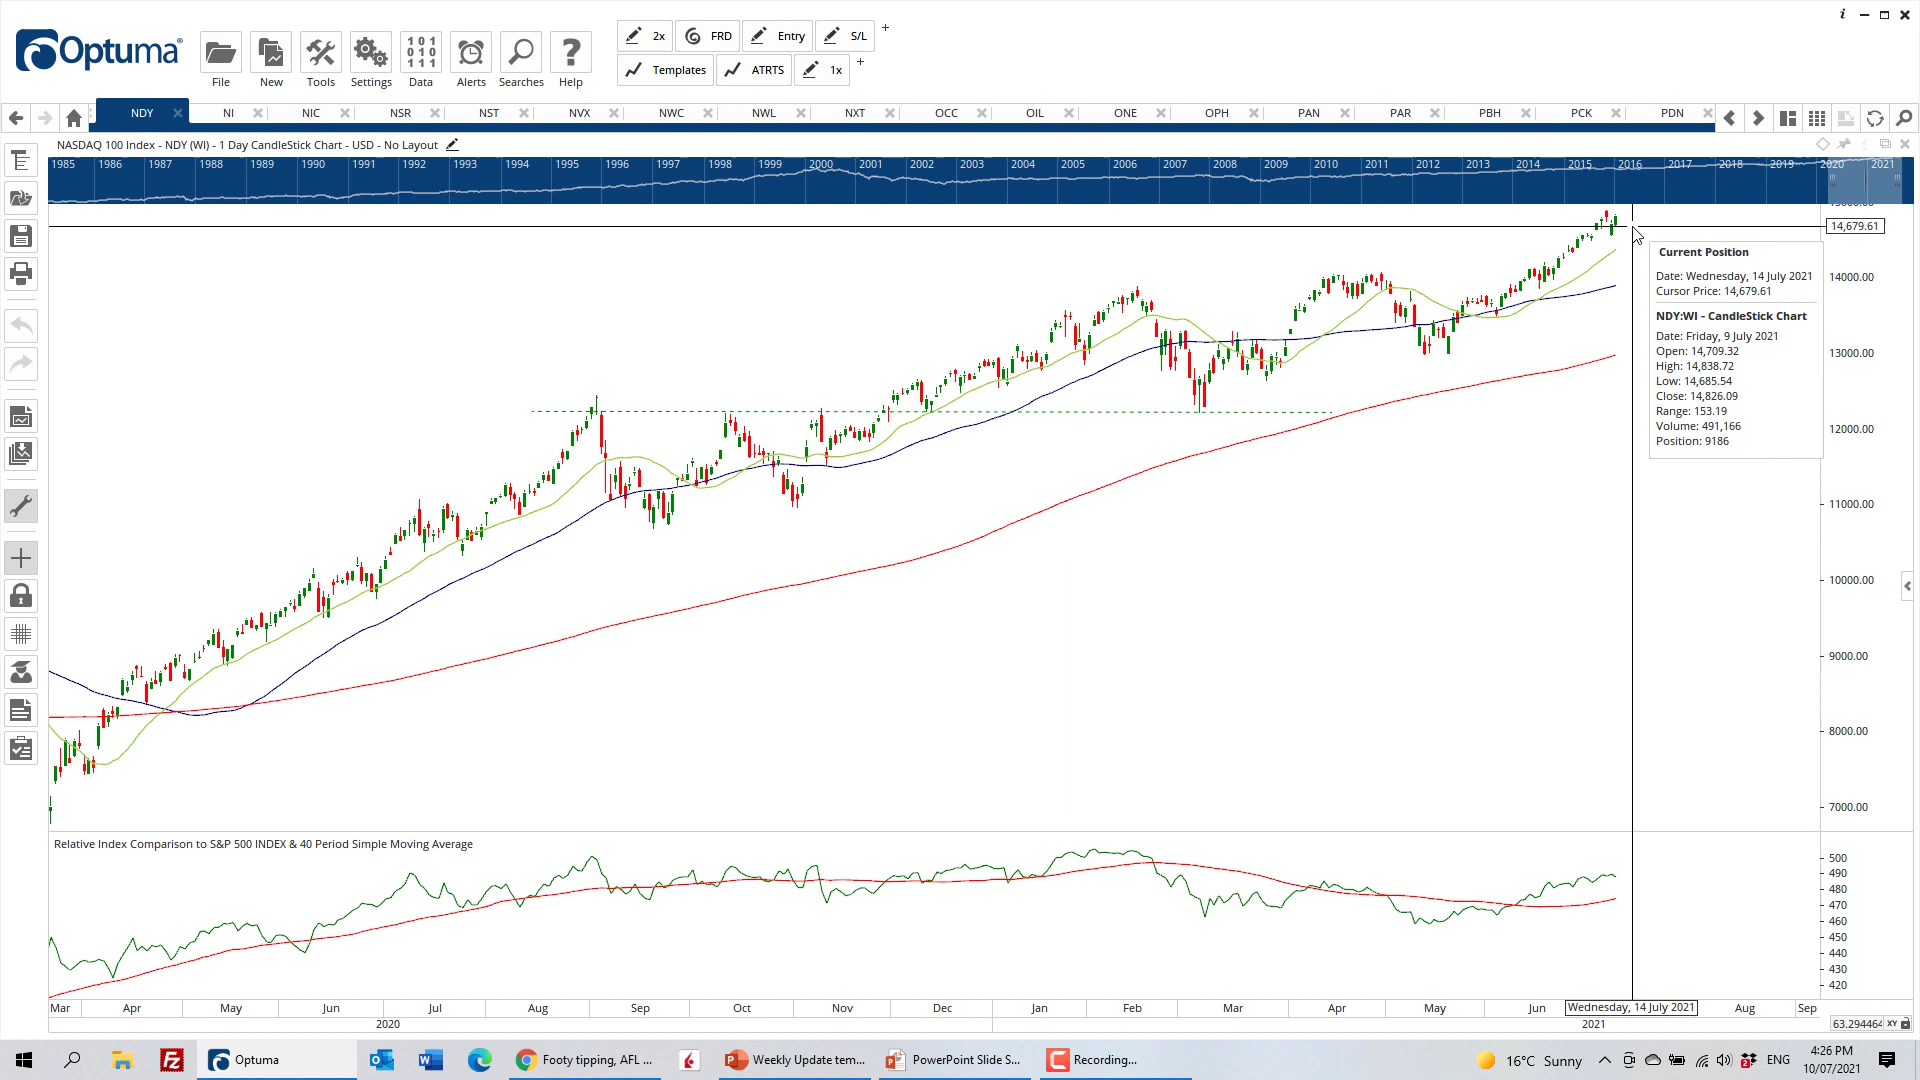 Optuma®
File
New
Tools
Settings
101
010
111
Data
Alerts
Searches
Help
2x
FRD
Entry
S/L
Templates
ATRTS
1x
NDY NI NIC NSR NST NVX NWC NWL NXT OCC OIL ONE OPH PAN PAR PBH PCK PDN
NASDAQ 100 Index - NDY (WI) - 1 Day CandleStick Chart - USD - No Layout
1985 1986 1987 1988 1989 1990 1991 1992 1993 1994 1995 1996 1997 1998 1999 2000 2001 2002 2003 2004 2005 2006 2007 2008 2009 2010 2011 2012 2013 2014 2015 2016 2017 2018 2019 2020 2021
14,679.61
14000.00
13000.00
12000.00
11000.00
10000.00
9000.00
8000.00
7000.00
Current Position
Date: Wednesday, 14 July 2021
Cursor Price: 14,679.61
NDY:WI - CandleStick Chart
Date: Friday, 9 July 2021
Open: 14,709.32
High: 14,838.72
Low: 14,685.54
Close: 14,826.09
Range: 153.19
Volume: 491,166
Position: 9186
Relative Index Comparison to S&P 500 INDEX & 40 Period Simple Moving Average
500
490
480
470
460
450
440
430
420
Mar Apr May Jun Jul Aug Sep Oct Nov Dec Jan Feb Mar Apr May Jun Wednesday, 14 July 2021 Aug Sep
2020 2021
63.294464 XY
Optuma
Footy tipping, AFL ...
Weekly Update tem...
PowerPoint Slide S...
Recording...
16°C Sunny
ENG
4:26 PM
10/07/2021